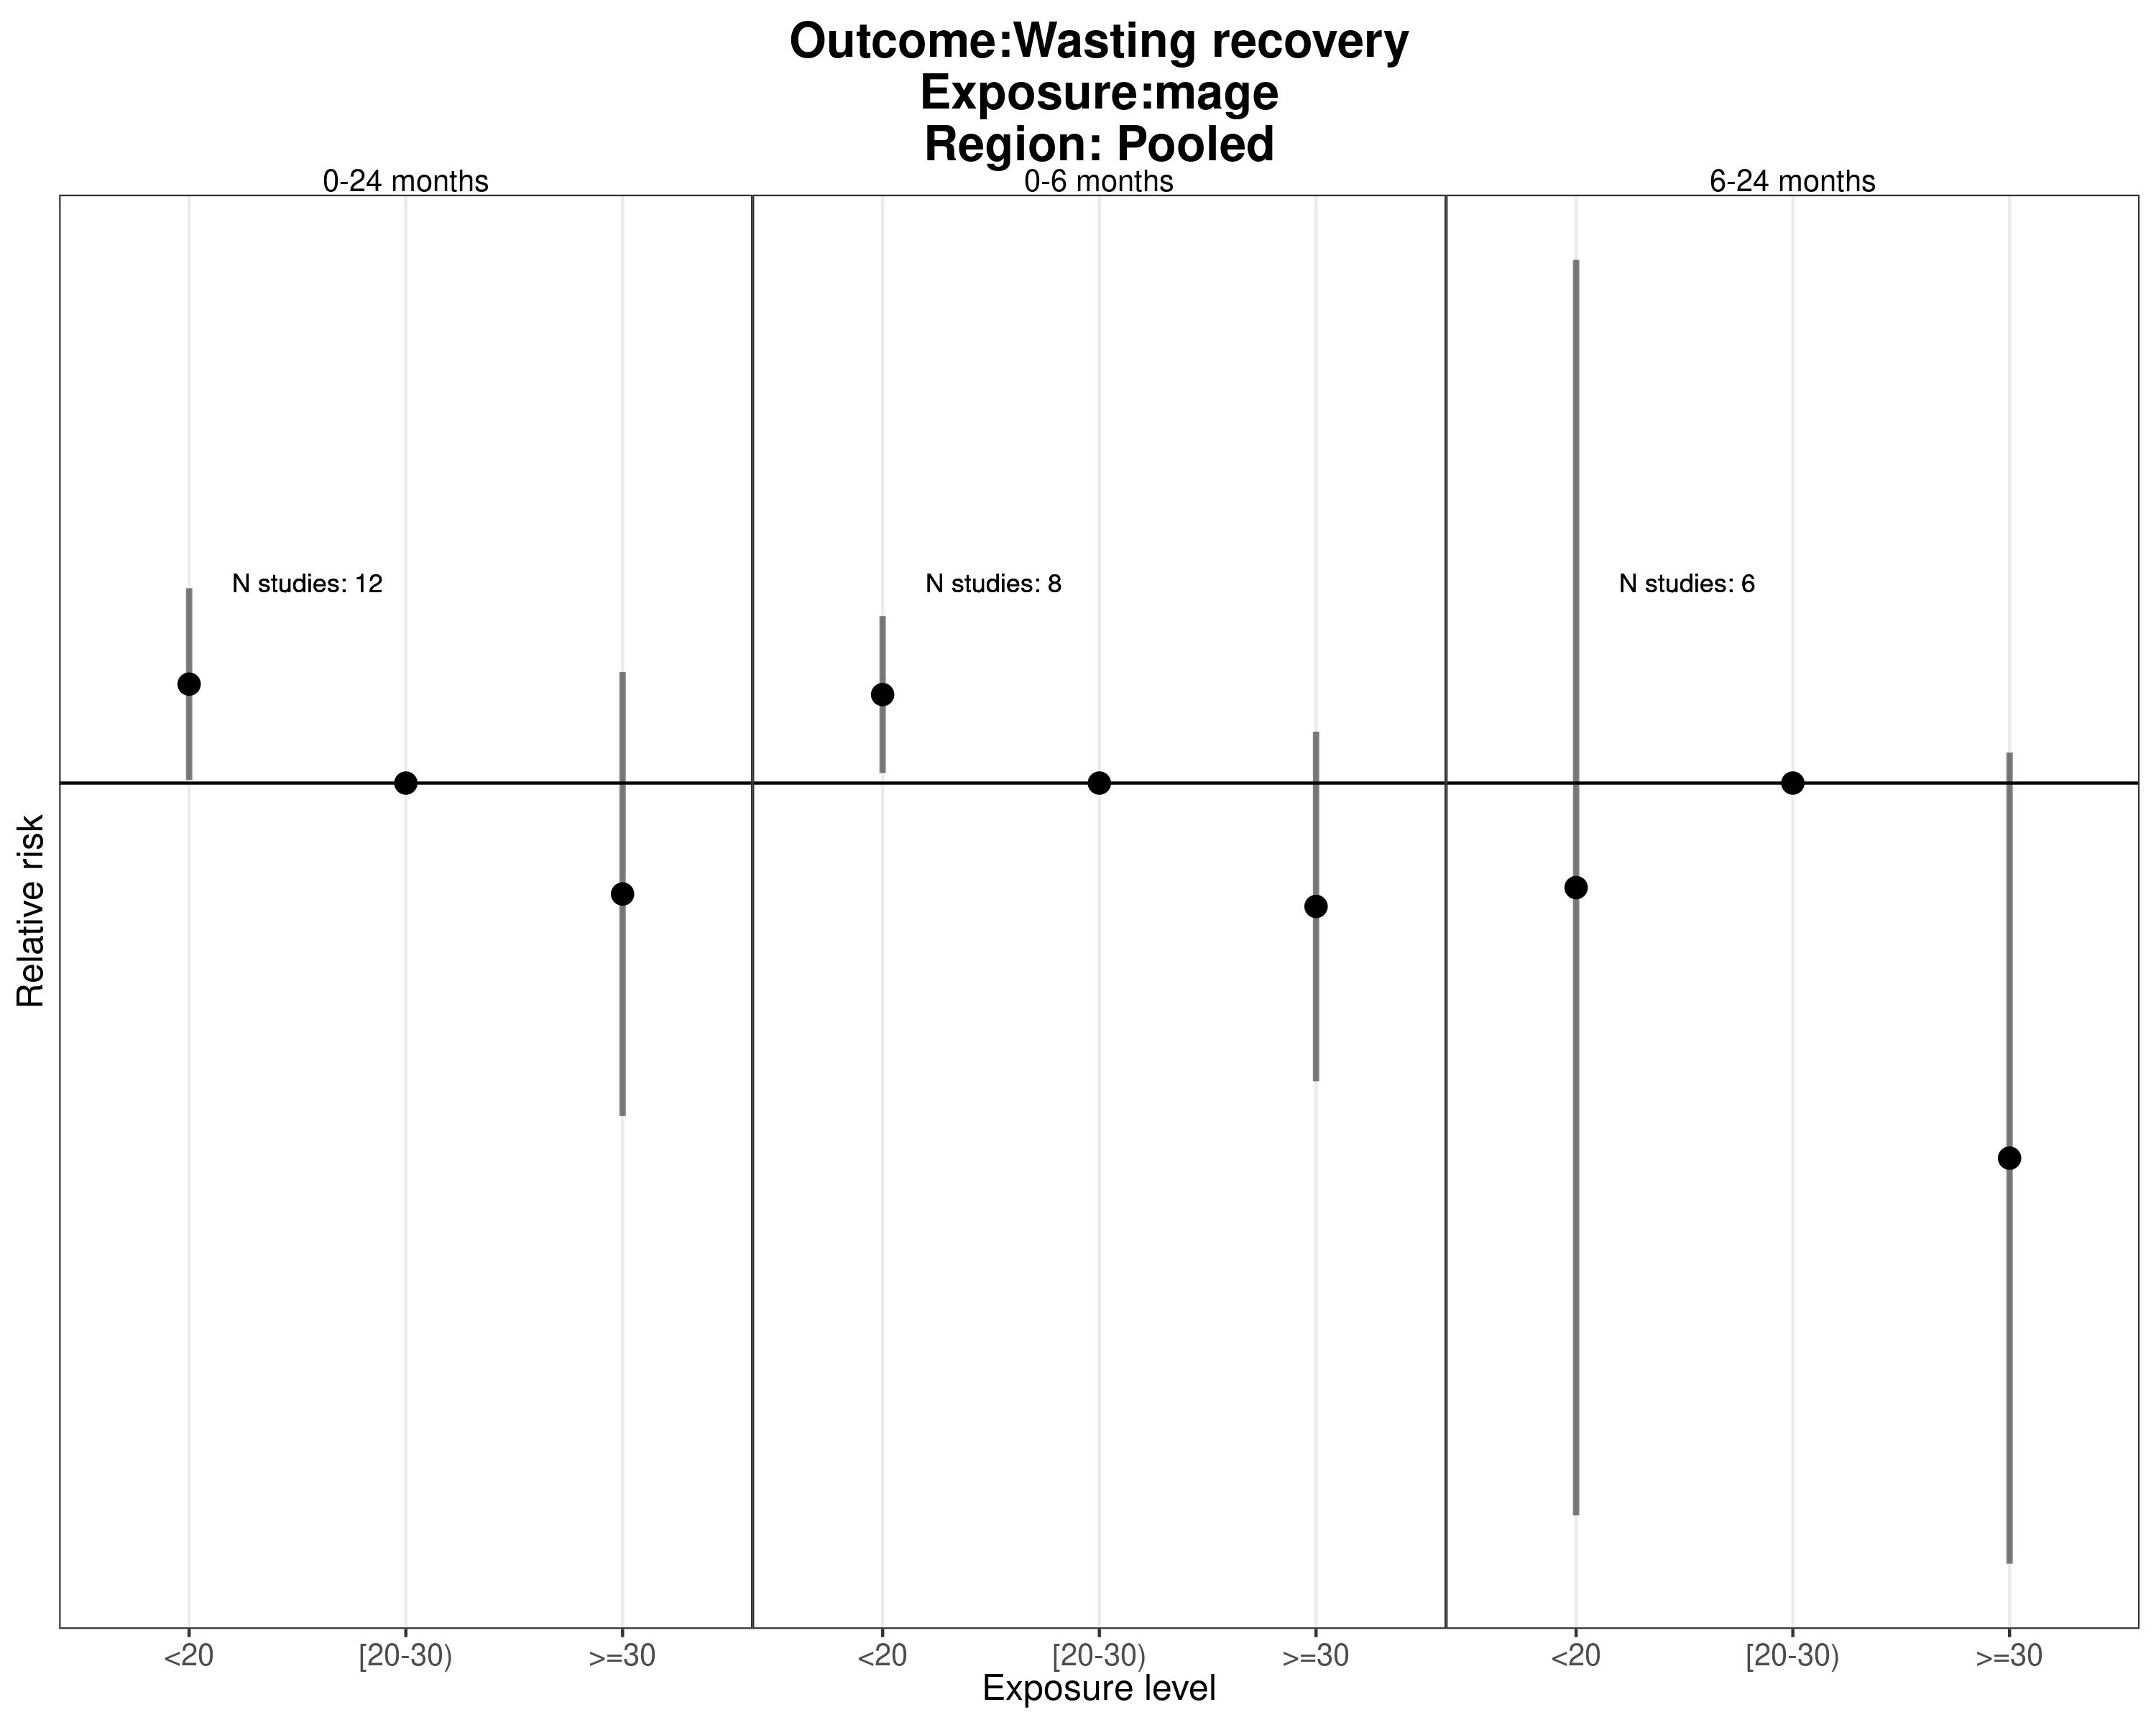 Outcome:Wasting recovery
Exposure:mage
Region: Pooled
0-24 months
0-6 months
6-24 months
N studies: 12
N studies: 8
N studies: 6
Relative risk
<20
[20-30)
>=30
<20
[20-30)
>=30
<20
[20-30)
>=30
Exposure level